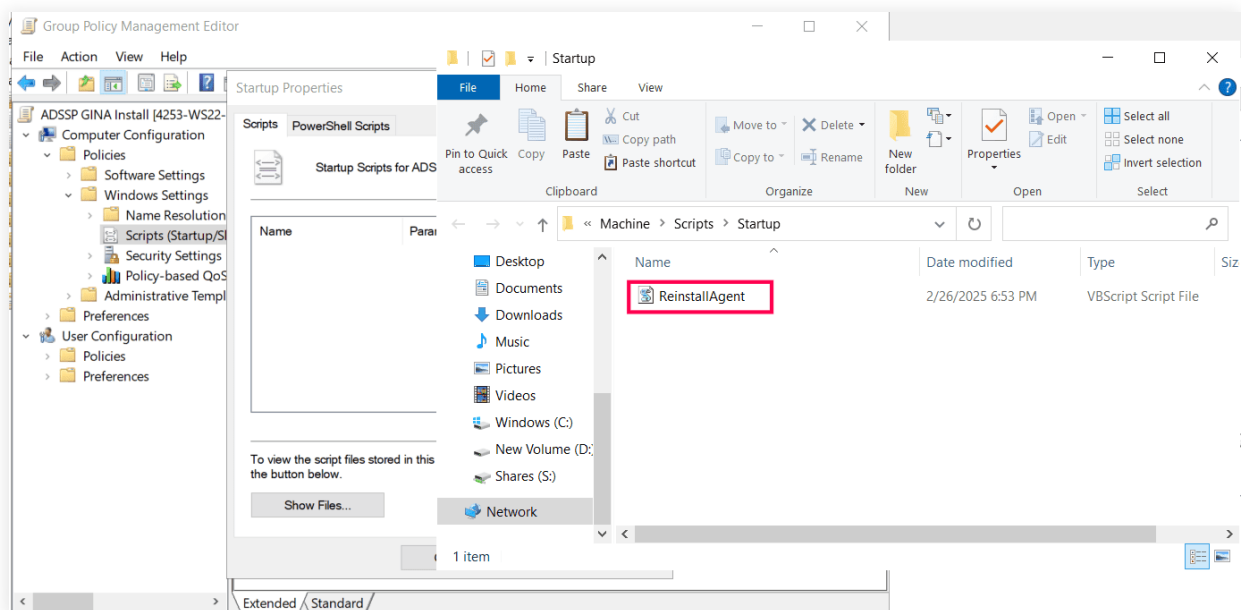 Group Policy Management Editor
File Action View Help
ADSSP GINA Install [4253-WS22-
Computer Configuration
Policies
Software Settings
Windows Settings
Name Resolution
Scripts (Startup/Sl
Security Settings
Policy-based QoS
Administrative Templ
Preferences
User Configuration
Policies
Preferences
Extended Standard
Startup Properties
Scripts PowerShell Scripts
Startup Scripts for ADS
Name Parar
To view the script files stored in this
the button below.
Show Files...
Startup
File Home Share View
Pin to Quick access
Copy
Paste
Cut
Copy path
Paste shortcut
Clipboard
Move to
Copy to
Delete
Rename
Organize
New folder
New
Properties
Open
Edit
Open
Select all
Select none
Invert selection
Select
« Machine > Scripts > Startup
Desktop
Documents
Downloads
Music
Pictures
Videos
Windows (C:)
New Volume (D:)
Shares (S:)
Network
Name Date modified Type Siz
ReinstallAgent 2/26/2025 6:53 PM VBScript Script File
1 item